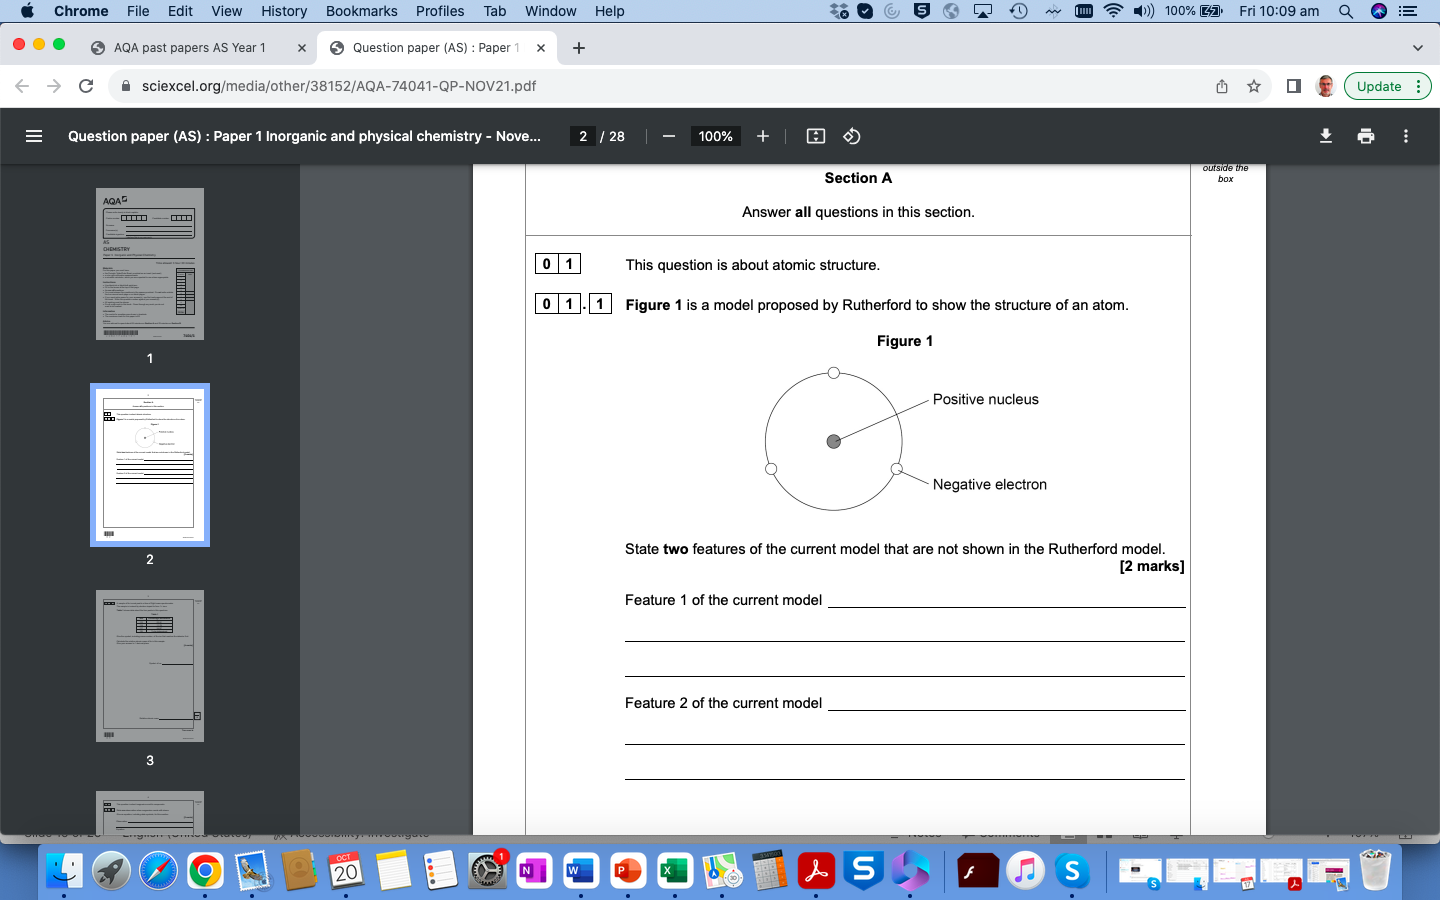 Chrome File Edit View History Bookmarks Profiles Tab Window Help 100% Fri 10:09 am
AQA past papers AS Year 1
Question paper (AS) : Paper 1
sciexcel.org/media/other/38152/AQA-74041-QP-NOV21.pdf
Update
Question paper (AS) : Paper 1 Inorganic and physical chemistry - Nove...
2 / 28
100%
AQA
AS
CHEMISTRY
1
2
3
outside the
box
Section A
Answer all questions in this section.
0 1 This question is about atomic structure.
0 1 . 1 Figure 1 is a model proposed by Rutherford to show the structure of an atom.
Figure 1
Positive nucleus
Negative electron
State two features of the current model that are not shown in the Rutherford model.
[2 marks]
Feature 1 of the current model
Feature 2 of the current model
OCT
20
1